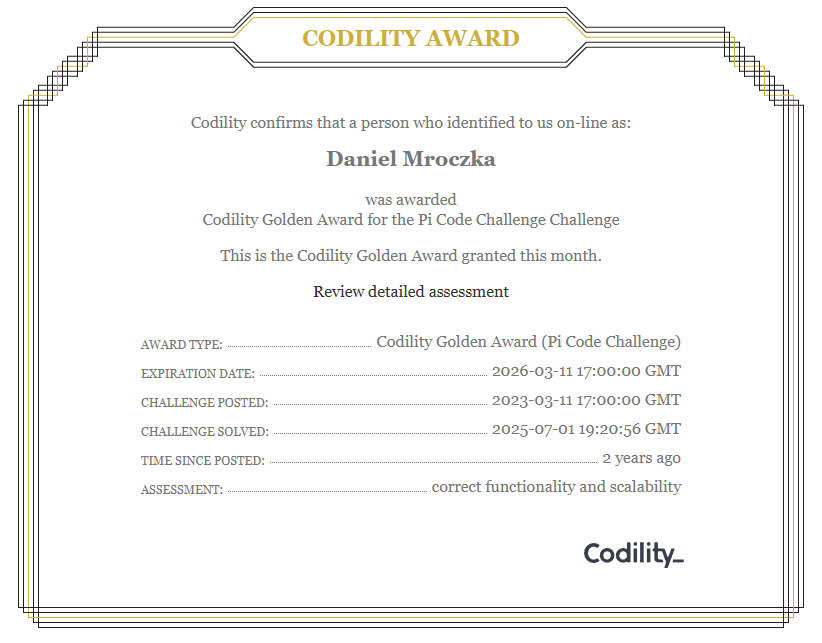 CODILITY AWARD
Codility confirms that a person who identified to us on-line as:
Daniel Mroczka
was awarded
Codility Golden Award for the Pi Code Challenge Challenge
This is the Codility Golden Award granted this month.
Review detailed assessment
AWARD TYPE: Codility Golden Award (Pi Code Challenge)
EXPIRATION DATE: 2026-03-11 17:00:00 GMT
CHALLENGE POSTED: 2023-03-11 17:00:00 GMT
CHALLENGE SOLVED: 2025-07-01 19:20:56 GMT
TIME SINCE POSTED: 2 years ago
ASSESSMENT: correct functionality and scalability
Codility_